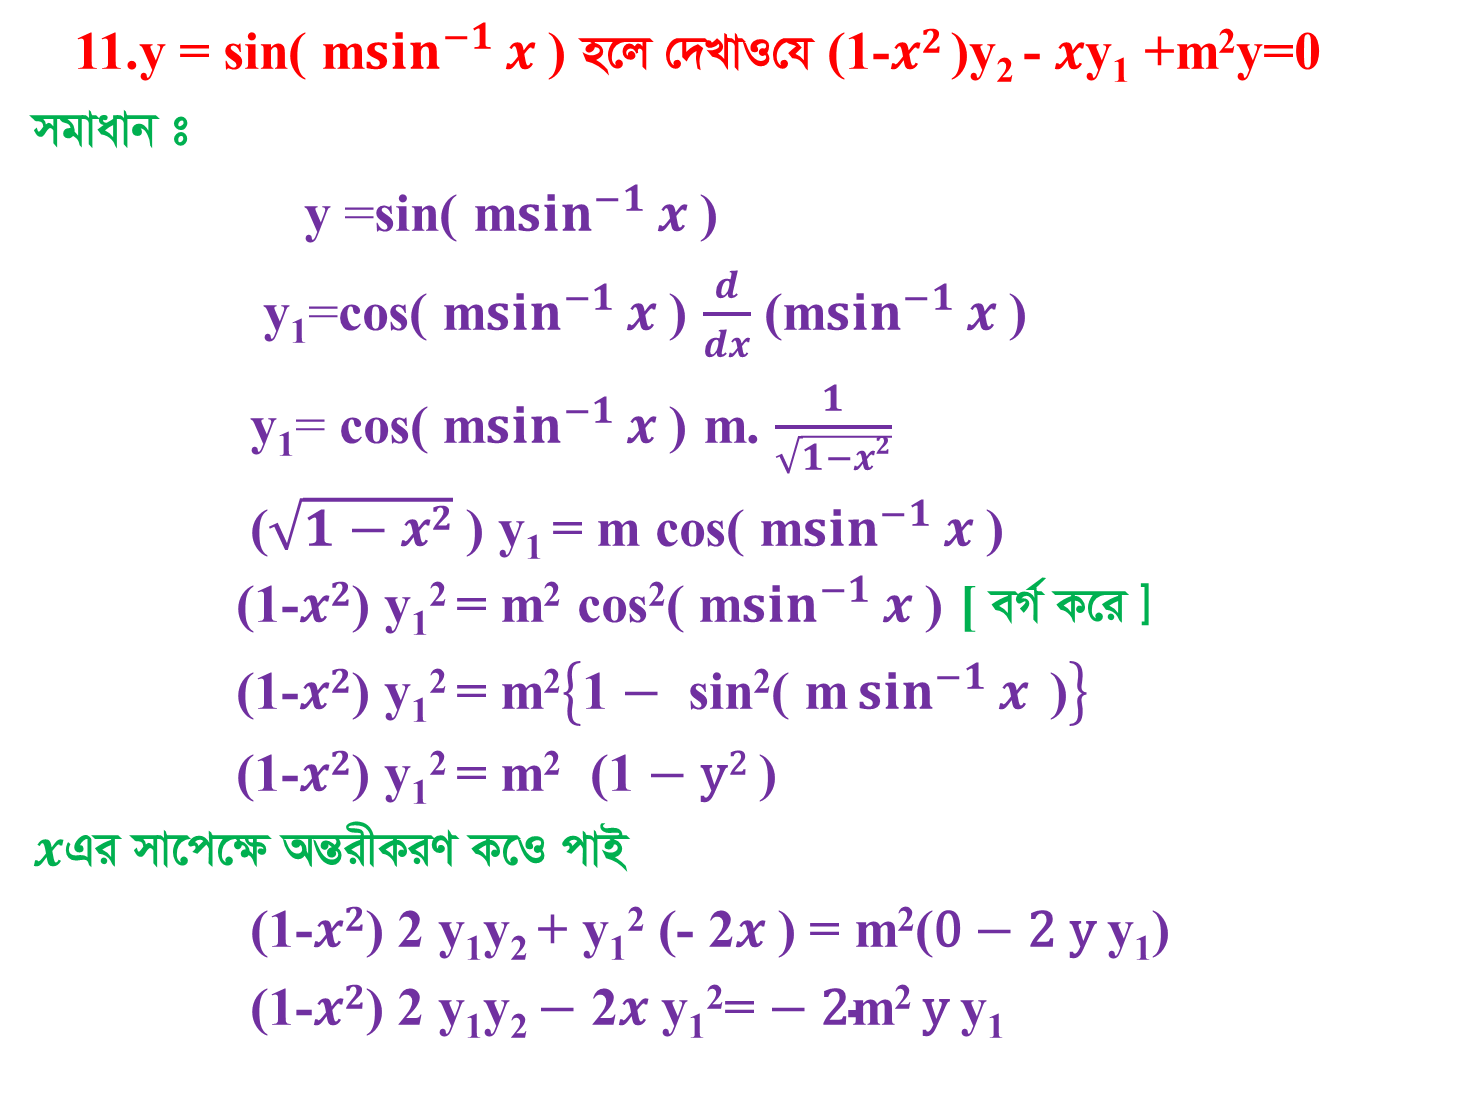 11.y = sin( msin⁻¹ x ) হলে দেখাওযে (1-x²)y₂ - xy₁ +m²y=0
সমাধান ঃ
y =sin( msin⁻¹ x )
y₁=cos( msin⁻¹ x ) d/dx (msin⁻¹ x )
y₁= cos( msin⁻¹ x ) m. 1/√(1−x²)
(√(1 − x²) ) y₁ = m cos( msin⁻¹ x )
(1-x²) y₁² = m² cos²( msin⁻¹ x ) [ বর্গ করে ]
(1-x²) y₁² = m²{1 − sin²( m sin⁻¹ x )}
(1-x²) y₁² = m² (1 − y² )
xএর সাপেক্ষে অন্তরীকরণ কওে পাই
(1-x²) 2 y₁y₂ + y₁² (- 2x ) = m²(0 − 2 y y₁)
(1-x²) 2 y₁y₂ − 2x y₁²= − 2-m² y y₁